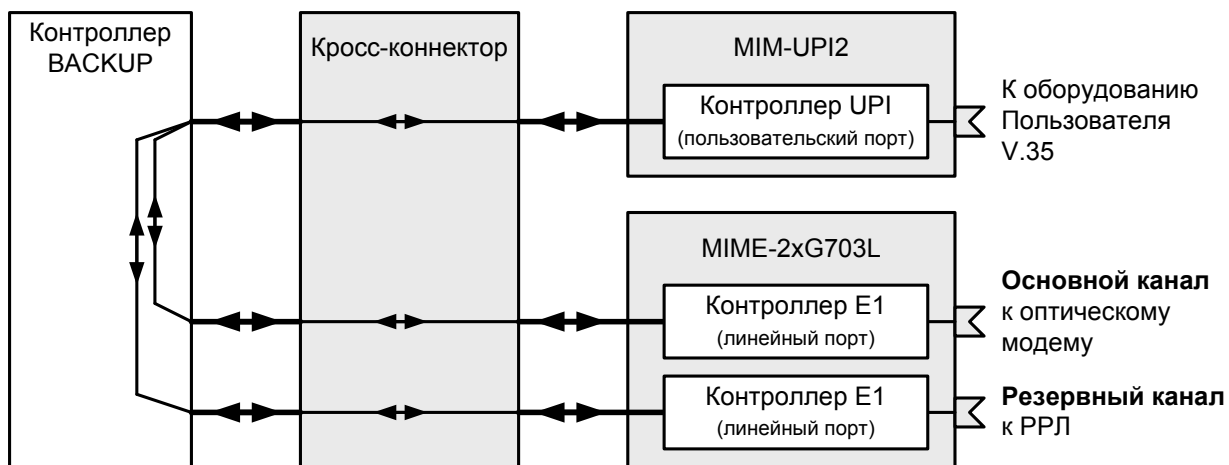 Контроллер
BACKUP
Кросс-коннектор
MIM-UPI2
Контроллер UPI
(пользовательский порт)
К оборудованию
Пользователя
V.35
MIME-2xG703L
Контроллер E1
(линейный порт)
Основной канал
к оптическому
модему
Контроллер E1
(линейный порт)
Резервный канал
к РРЛ